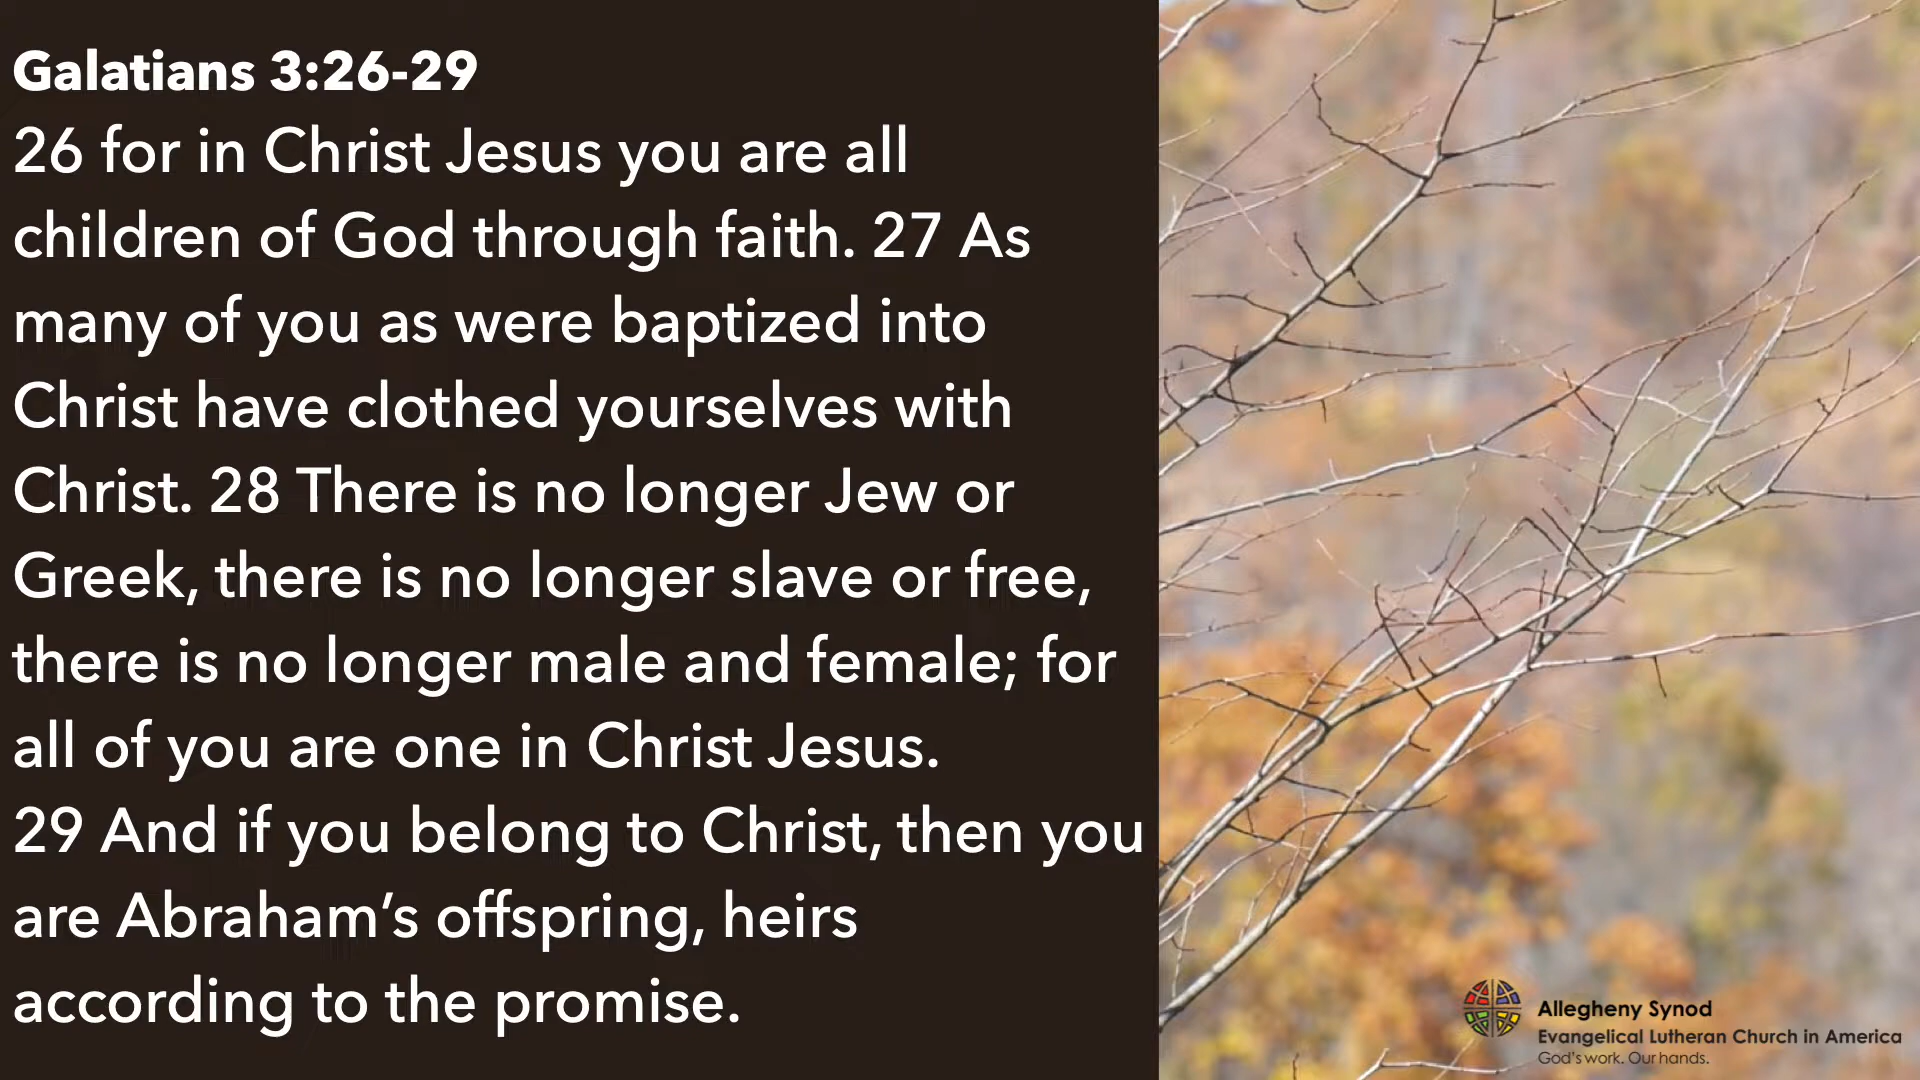 Galatians 3:26-29
26 for in Christ Jesus you are all
children of God through faith. 27 As
many of you as were baptized into
Christ have clothed yourselves with
Christ. 28 There is no longer Jew or
Greek, there is no longer slave or free,
there is no longer male and female; for
all of you are one in Christ Jesus.
29 And if you belong to Christ, then you
are Abraham’s offspring, heirs
according to the promise.
Allegheny Synod
Evangelical Lutheran Church in America
God's work. Our hands.